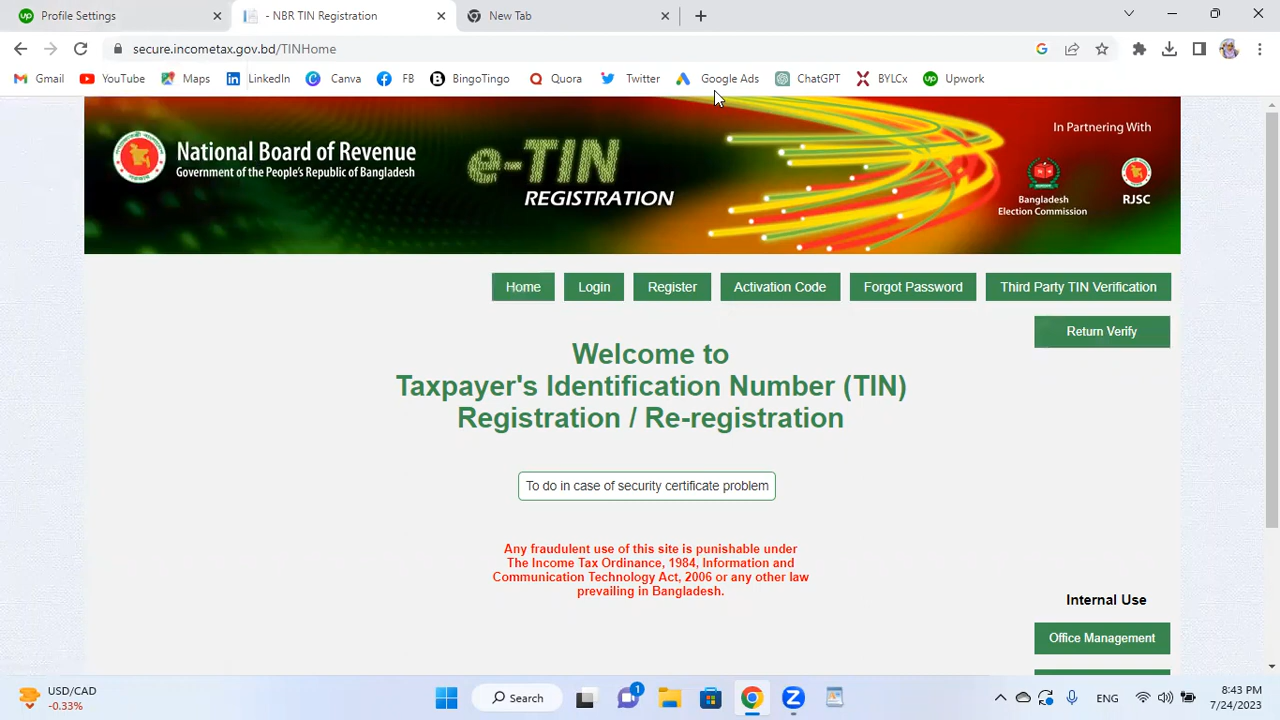 Profile Settings
- NBR TIN Registration
New Tab
secure.incometax.gov.bd/TINHome
Gmail YouTube Maps LinkedIn Canva FB BingoTingo Quora Twitter Google Ads ChatGPT BYLCx Upwork
National Board of Revenue
Government of the People's Republic of Bangladesh
e-TIN
REGISTRATION
In Partnering With
Bangladesh
Election Commission
RJSC
Home Login Register Activation Code Forgot Password Third Party TIN Verification
Return Verify
Welcome to
Taxpayer's Identification Number (TIN)
Registration / Re-registration
To do in case of security certificate problem
Any fraudulent use of this site is punishable under
The Income Tax Ordinance, 1984, Information and
Communication Technology Act, 2006 or any other law
prevailing in Bangladesh.
Internal Use
Office Management
USD/CAD
-0.33%
Search
1
ENG
8:43 PM
7/24/2023